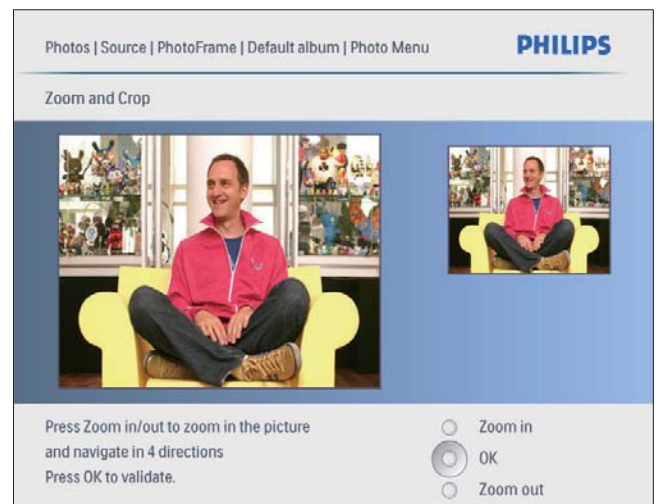 Photos | Source | PhotoFrame | Default album | Photo Menu
PHILIPS
Zoom and Crop
Press Zoom in/out to zoom in the picture
and navigate in 4 directions
Press OK to validate.
Zoom in
OK
Zoom out